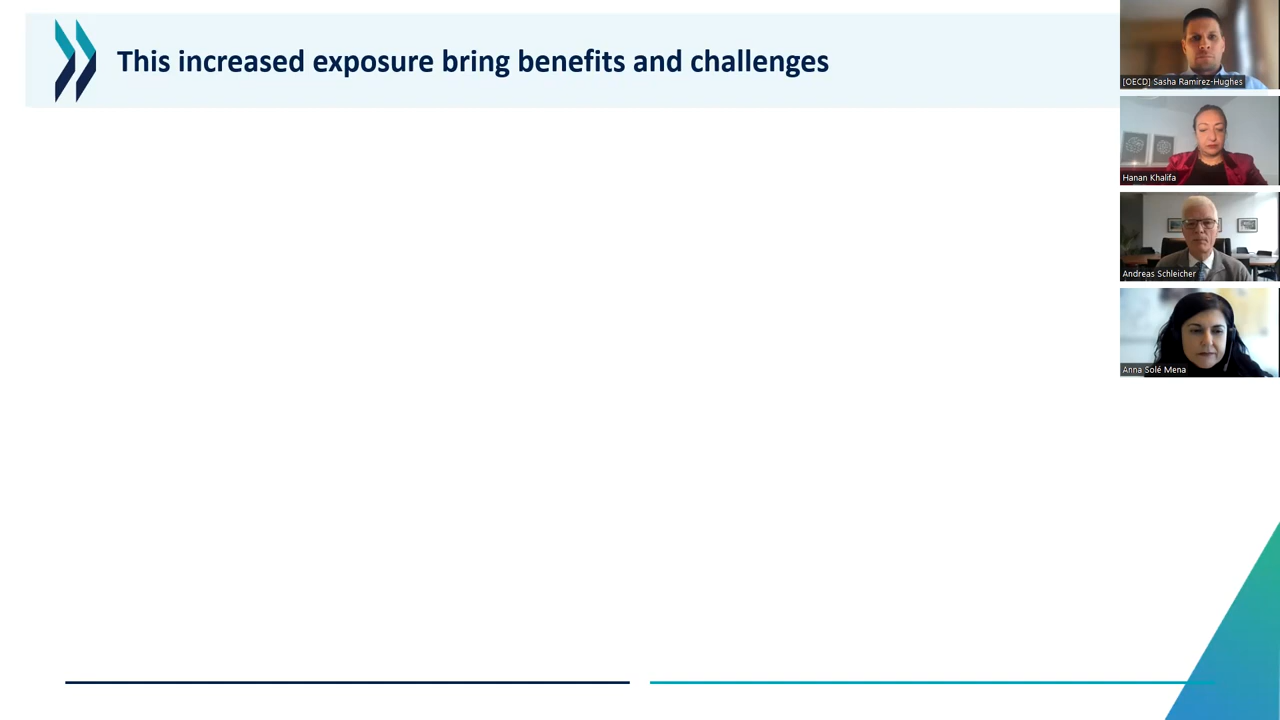 This increased exposure bring benefits and challenges
[OECD] Sasha Ramirez-Hughes
Hanan Khalifa
Andreas Schleicher
Anna Solé Mena